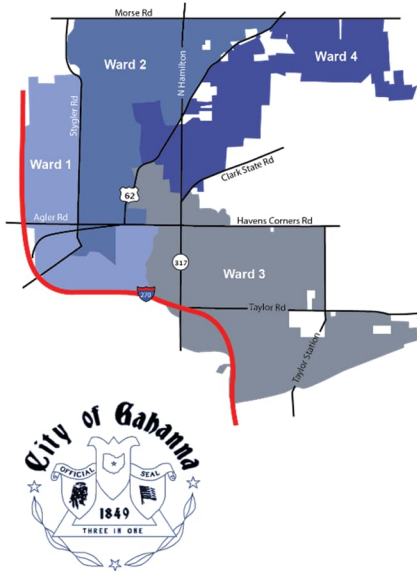 Morse Rd
Ward 2
N Hamilton
Ward 4
Stygler Rd
Ward 1
Clark State Rd
62
Agler Rd
Havens Corners Rd
317
Ward 3
270
Taylor Rd
Taylor Station
City of Gahanna
OFFICIAL SEAL
1849
THREE IN ONE